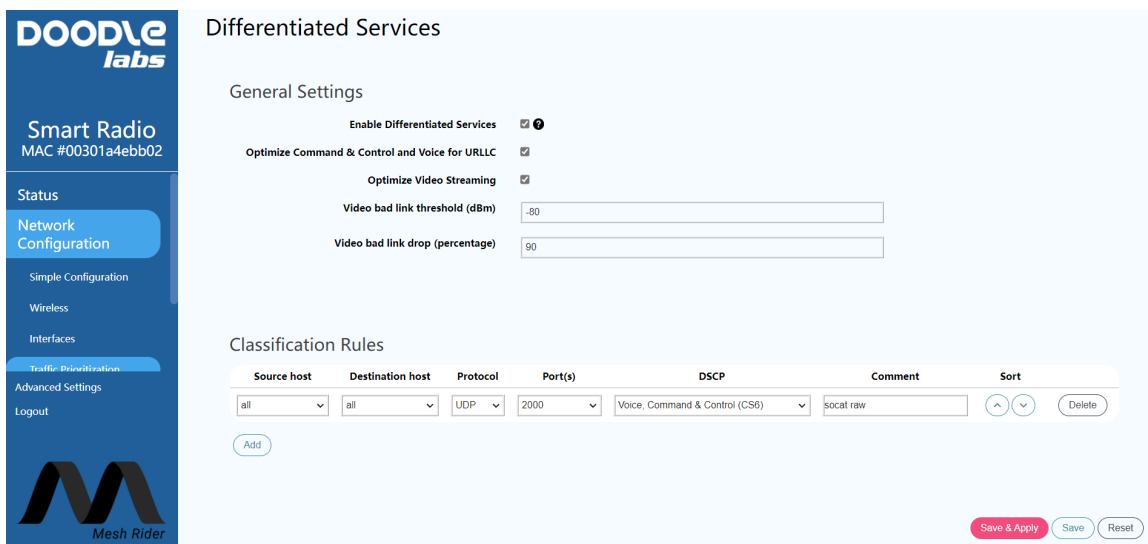 DOODLE
labs
Smart Radio
MAC #00301a4ebb02
Status
Network
Configuration
Simple Configuration
Wireless
Interfaces
Traffic Prioritization
Advanced Settings
Logout
Mesh Rider
Differentiated Services
General Settings
Enable Differentiated Services ?
Optimize Command & Control and Voice for URLLC
Optimize Video Streaming
Video bad link threshold (dBm) -80
Video bad link drop (percentage) 90
Classification Rules
Source host Destination host Protocol Port(s) DSCP Comment Sort
all all UDP 2000 Voice, Command & Control (CS6) socat raw Delete
Add
Save & Apply Save Reset